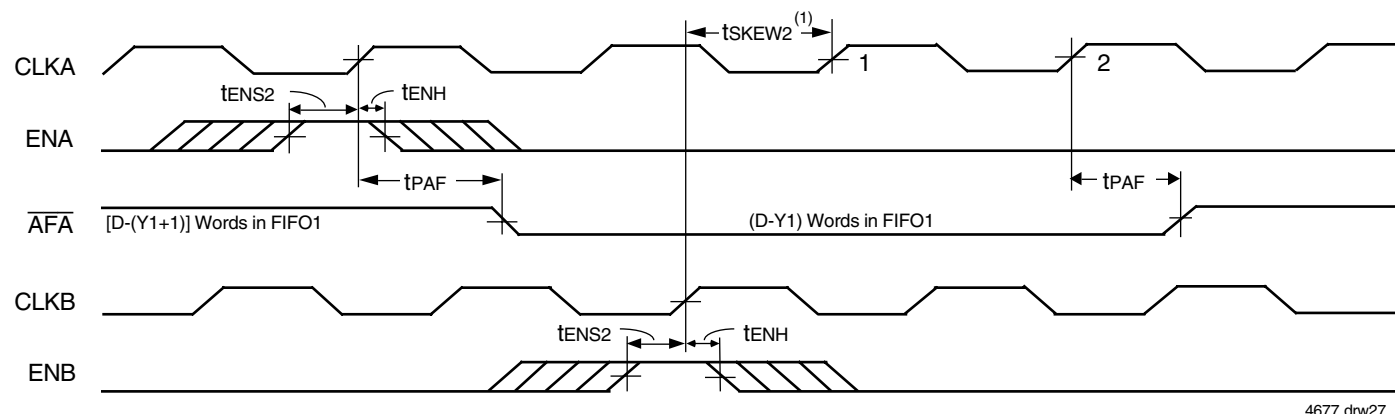 tSKEW2 (1)
CLKA
1
2
tENS2
tENH
ENA
tPAF
tPAF
AFA
[D-(Y1+1)] Words in FIFO1
(D-Y1) Words in FIFO1
CLKB
tENS2
tENH
ENB
4677 drw27